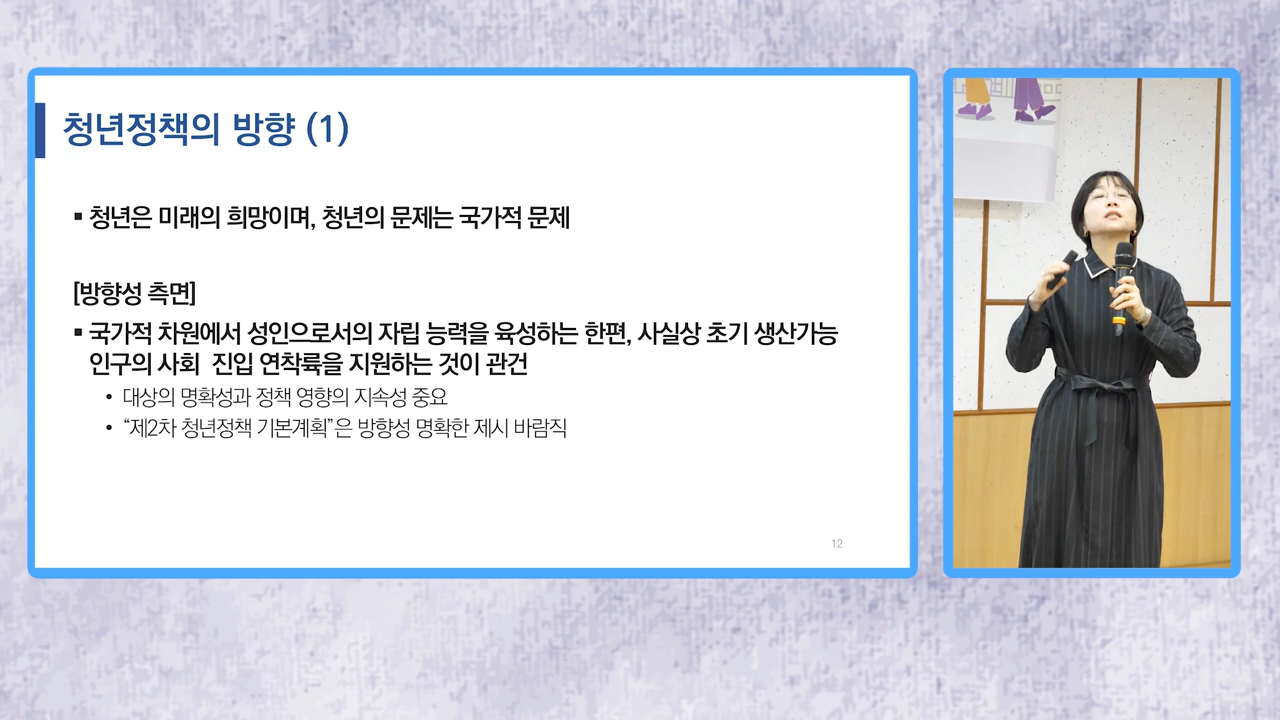 청년정책의 방향 (1)
▪ 청년은 미래의 희망이며, 청년의 문제는 국가적 문제
[방향성 측면]
▪ 국가적 차원에서 성인으로서의 자립 능력을 육성하는 한편, 사실상 초기 생산가능
인구의 사회 진입 연착륙을 지원하는 것이 관건
• 대상의 명확성과 정책 영향의 지속성 중요
• “제2차 청년정책 기본계획”은 방향성 명확한 제시 바람직
12